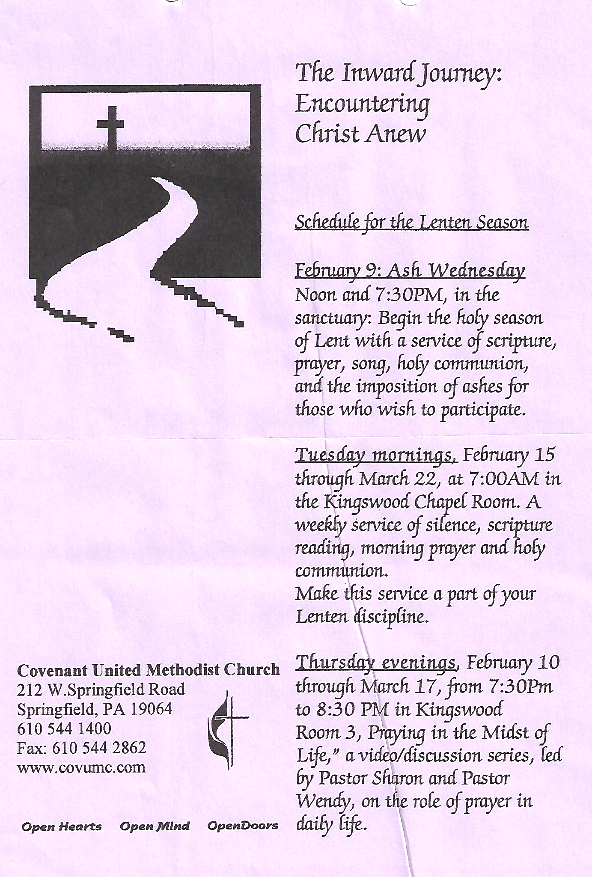 The Inward Journey:
Encountering
Christ Anew
Schedule for the Lenten Season
February 9: Ash Wednesday
Noon and 7:30PM, in the
sanctuary: Begin the holy season
of Lent with a service of scripture,
prayer, song, holy communion,
and the imposition of ashes for
those who wish to participate.
Tuesday mornings, February 15
through March 22, at 7:00AM in
the Kingswood Chapel Room. A
weekly service of silence, scripture
reading, morning prayer and holy
communion.
Make this service a part of your
Lenten discipline.
Thursday evenings, February 10
through March 17, from 7:30Pm
to 8:30 PM in Kingswood
Room 3, Praying in the Midst of
Life," a video/discussion series, led
by Pastor Sharon and Pastor
Wendy, on the role of prayer in
daily life.
Covenant United Methodist Church
212 W.Springfield Road
Springfield, PA 19064
610 544 1400
Fax: 610 544 2862
www.covumc.com
Open Hearts Open Mind OpenDoors